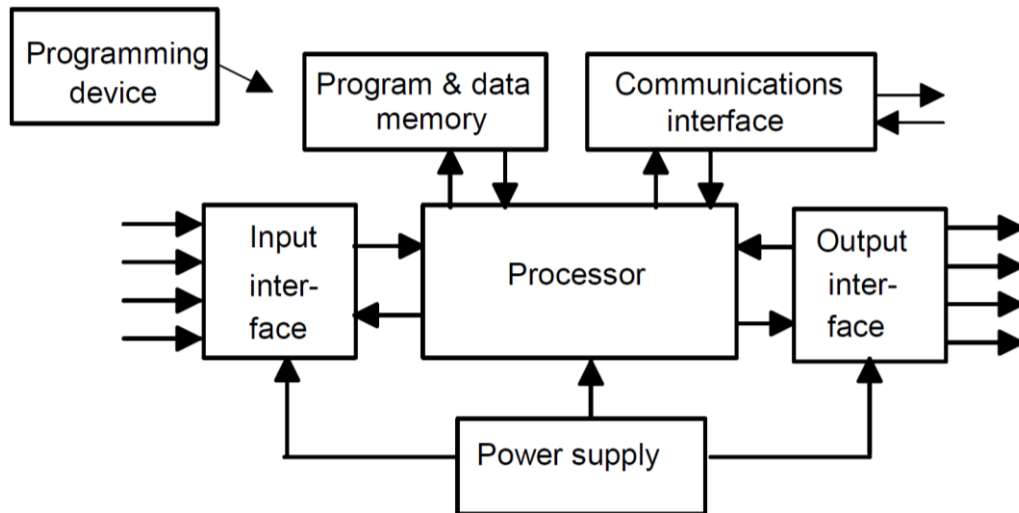 Programming
device
Program & data
memory
Communications
interface
Input
inter-
face
Processor
Output
inter-
face
Power supply